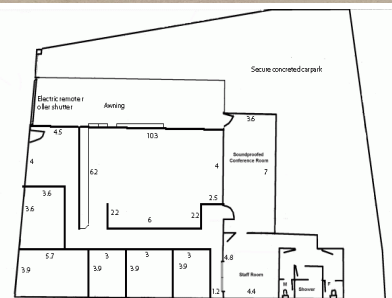 Secure concreted carpark
Electric remote r
oller shutter
Awning
3.6
4.5
10.3
Soundproofed
Conference Room
4
6.2
4
7
3.6
3.6
2.5
2.2
2.2
6
5.7
3
3
3
4.8
3.9
3.9
3.9
3.9
Staff Room
1.2
4.4
M
F
Shower